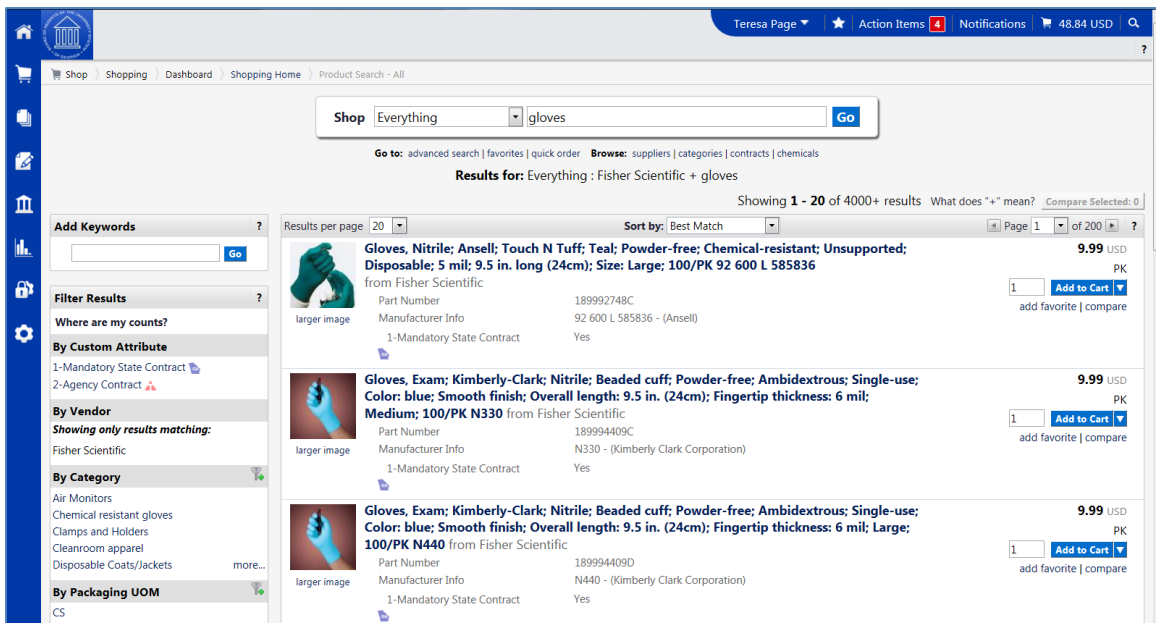 Teresa Page Action Items 4 Notifications 48.84 USD
?
Shop Shopping Dashboard Shopping Home Product Search - All
Shop Everything gloves Go
Go to: advanced search | favorites | quick order Browse: suppliers | categories | contracts | chemicals
Results for: Everything : Fisher Scientific + gloves
Showing 1 - 20 of 4000+ results What does "+" mean? Compare Selected: 0
Add Keywords ?
Go
Filter Results ?
Where are my counts?
By Custom Attribute
1-Mandatory State Contract
2-Agency Contract
By Vendor
Showing only results matching:
Fisher Scientific
By Category
Air Monitors
Chemical resistant gloves
Clamps and Holders
Cleanroom apparel
Disposable Coats/Jackets more...
By Packaging UOM
CS
Results per page 20 Sort by: Best Match Page 1 of 200 ?
Gloves, Nitrile; Ansell; Touch N Tuff; Teal; Powder-free; Chemical-resistant; Unsupported;
Disposable; 5 mil; 9.5 in. long (24cm); Size: Large; 100/PK 92 600 L 585836
from Fisher Scientific
Part Number 189992748C
Manufacturer Info 92 600 L 585836 - (Ansell)
1-Mandatory State Contract Yes
larger image
9.99 USD
PK
1 Add to Cart
add favorite | compare
Gloves, Exam; Kimberly-Clark; Nitrile; Beaded cuff; Powder-free; Ambidextrous; Single-use;
Color: blue; Smooth finish; Overall length: 9.5 in. (24cm); Fingertip thickness: 6 mil;
Medium; 100/PK N330 from Fisher Scientific
Part Number 189994409C
Manufacturer Info N330 - (Kimberly Clark Corporation)
1-Mandatory State Contract Yes
larger image
9.99 USD
PK
1 Add to Cart
add favorite | compare
Gloves, Exam; Kimberly-Clark; Nitrile; Beaded cuff; Powder-free; Ambidextrous; Single-use;
Color: blue; Smooth finish; Overall length: 9.5 in. (24cm); Fingertip thickness: 6 mil; Large;
100/PK N440 from Fisher Scientific
Part Number 189994409D
Manufacturer Info N440 - (Kimberly Clark Corporation)
1-Mandatory State Contract Yes
larger image
9.99 USD
PK
1 Add to Cart
add favorite | compare